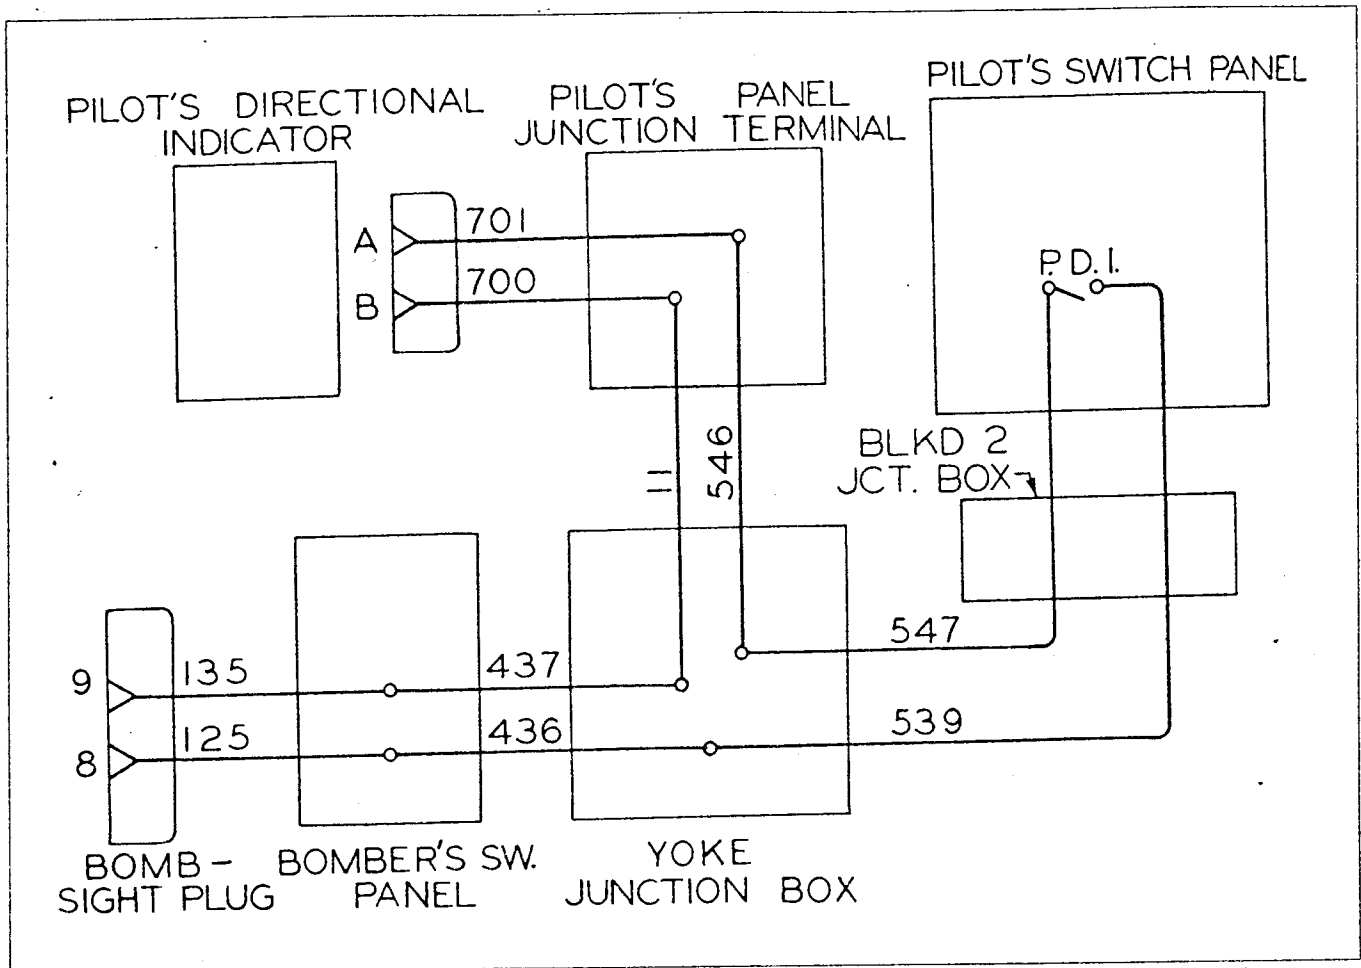 PILOT'S DIRECTIONAL
INDICATOR
PILOT'S PANEL
JUNCTION TERMINAL
PILOT'S SWITCH PANEL
A
701
B
700
P.D.I.
11
546
BLKD 2
JCT. BOX
9
135
437
547
8
125
436
539
BOMB-
SIGHT PLUG
BOMBER'S SW.
PANEL
YOKE
JUNCTION BOX